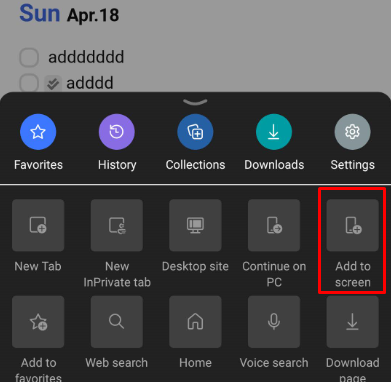 Sun Apr.18
addddddd
adddd
Favorites History Collections Downloads Settings
New Tab New InPrivate tab Desktop site Continue on PC Add to screen
Add to favorites Web search Home Voice search Download page